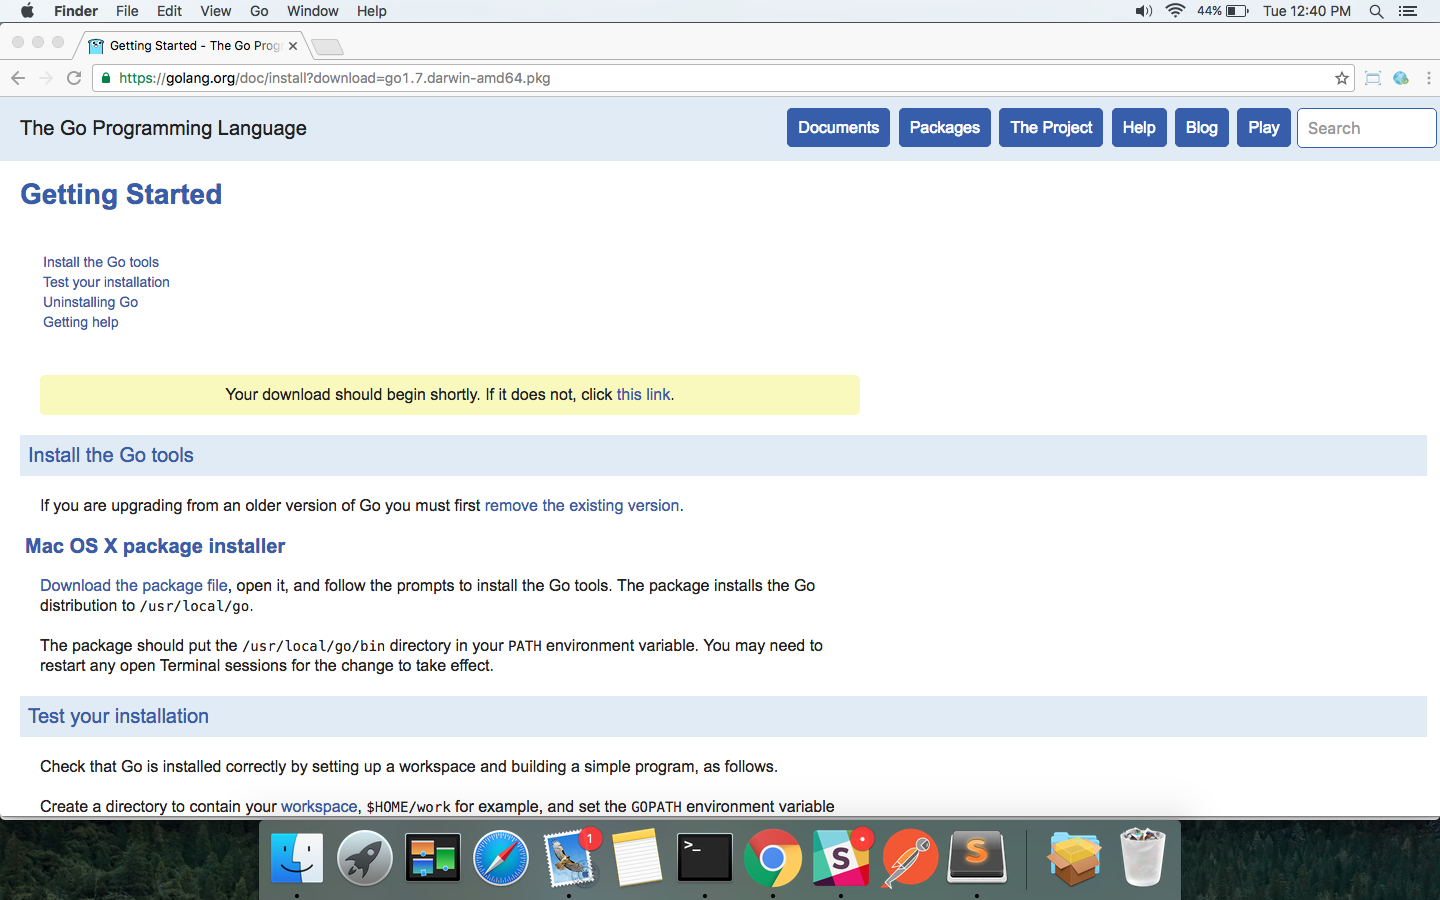 Finder File Edit View Go Window Help 44% Tue 12:40 PM
Getting Started - The Go Prog
https://golang.org/doc/install?download=go1.7.darwin-amd64.pkg
The Go Programming Language Documents Packages The Project Help Blog Play Search
Getting Started
Install the Go tools
Test your installation
Uninstalling Go
Getting help
Your download should begin shortly. If it does not, click this link.
Install the Go tools
If you are upgrading from an older version of Go you must first remove the existing version.
Mac OS X package installer
Download the package file, open it, and follow the prompts to install the Go tools. The package installs the Go
distribution to /usr/local/go.
The package should put the /usr/local/go/bin directory in your PATH environment variable. You may need to
restart any open Terminal sessions for the change to take effect.
Test your installation
Check that Go is installed correctly by setting up a workspace and building a simple program, as follows.
Create a directory to contain your workspace, $HOME/work for example, and set the GOPATH environment variable
1
>_
S
S